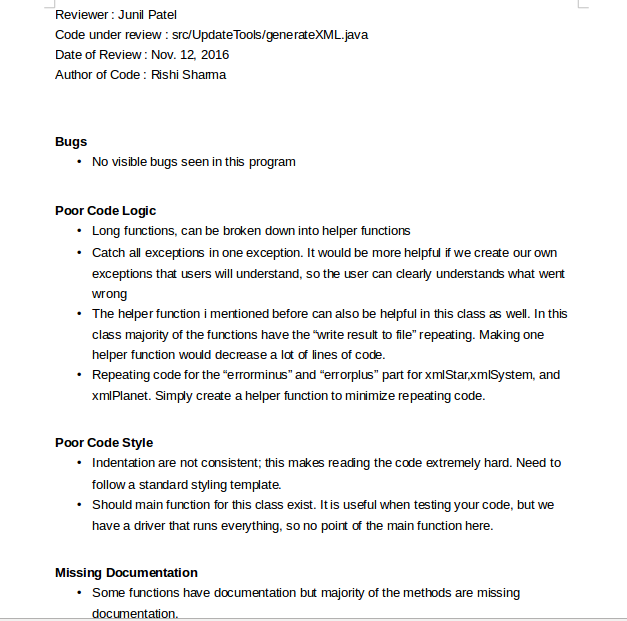 Reviewer : Junil Patel
Code under review : src/UpdateTools/generateXML.java
Date of Review : Nov. 12, 2016
Author of Code : Rishi Sharma
Bugs
• No visible bugs seen in this program
Poor Code Logic
• Long functions, can be broken down into helper functions
• Catch all exceptions in one exception. It would be more helpful if we create our own
exceptions that users will understand, so the user can clearly understands what went
wrong
• The helper function i mentioned before can also be helpful in this class as well. In this
class majority of the functions have the “write result to file” repeating. Making one
helper function would decrease a lot of lines of code.
• Repeating code for the “errorminus” and “errorplus” part for xmlStar,xmlSystem, and
xmlPlanet. Simply create a helper function to minimize repeating code.
Poor Code Style
• Indentation are not consistent; this makes reading the code extremely hard. Need to
follow a standard styling template.
• Should main function for this class exist. It is useful when testing your code, but we
have a driver that runs everything, so no point of the main function here.
Missing Documentation
• Some functions have documentation but majority of the methods are missing
documentation.